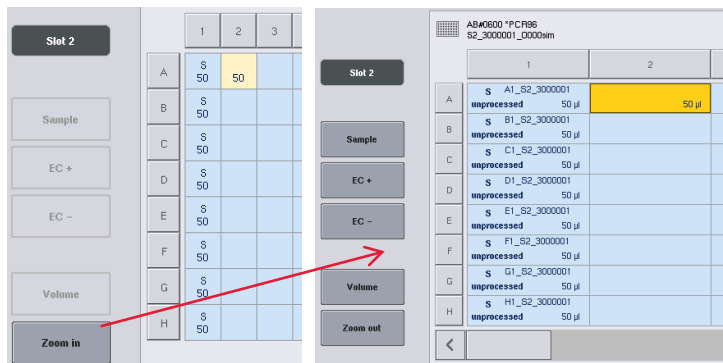 Slot 2
Sample
EC +
EC -
Volume
Zoom in
1 2 3
A S 50 50
B S 50
C S 50
D S 50
E S 50
F S 50
G S 50
H S 50
AB#0600 *PCR96
S2_3000001_0000sim
Slot 2
Sample
EC +
EC -
Volume
Zoom out
1 2
A S A1_S2_3000001
unprocessed 50 µl 50 µl
B S B1_S2_3000001
unprocessed 50 µl
C S C1_S2_3000001
unprocessed 50 µl
D S D1_S2_3000001
unprocessed 50 µl
E S E1_S2_3000001
unprocessed 50 µl
F S F1_S2_3000001
unprocessed 50 µl
G S G1_S2_3000001
unprocessed 50 µl
H S H1_S2_3000001
unprocessed 50 µl
<